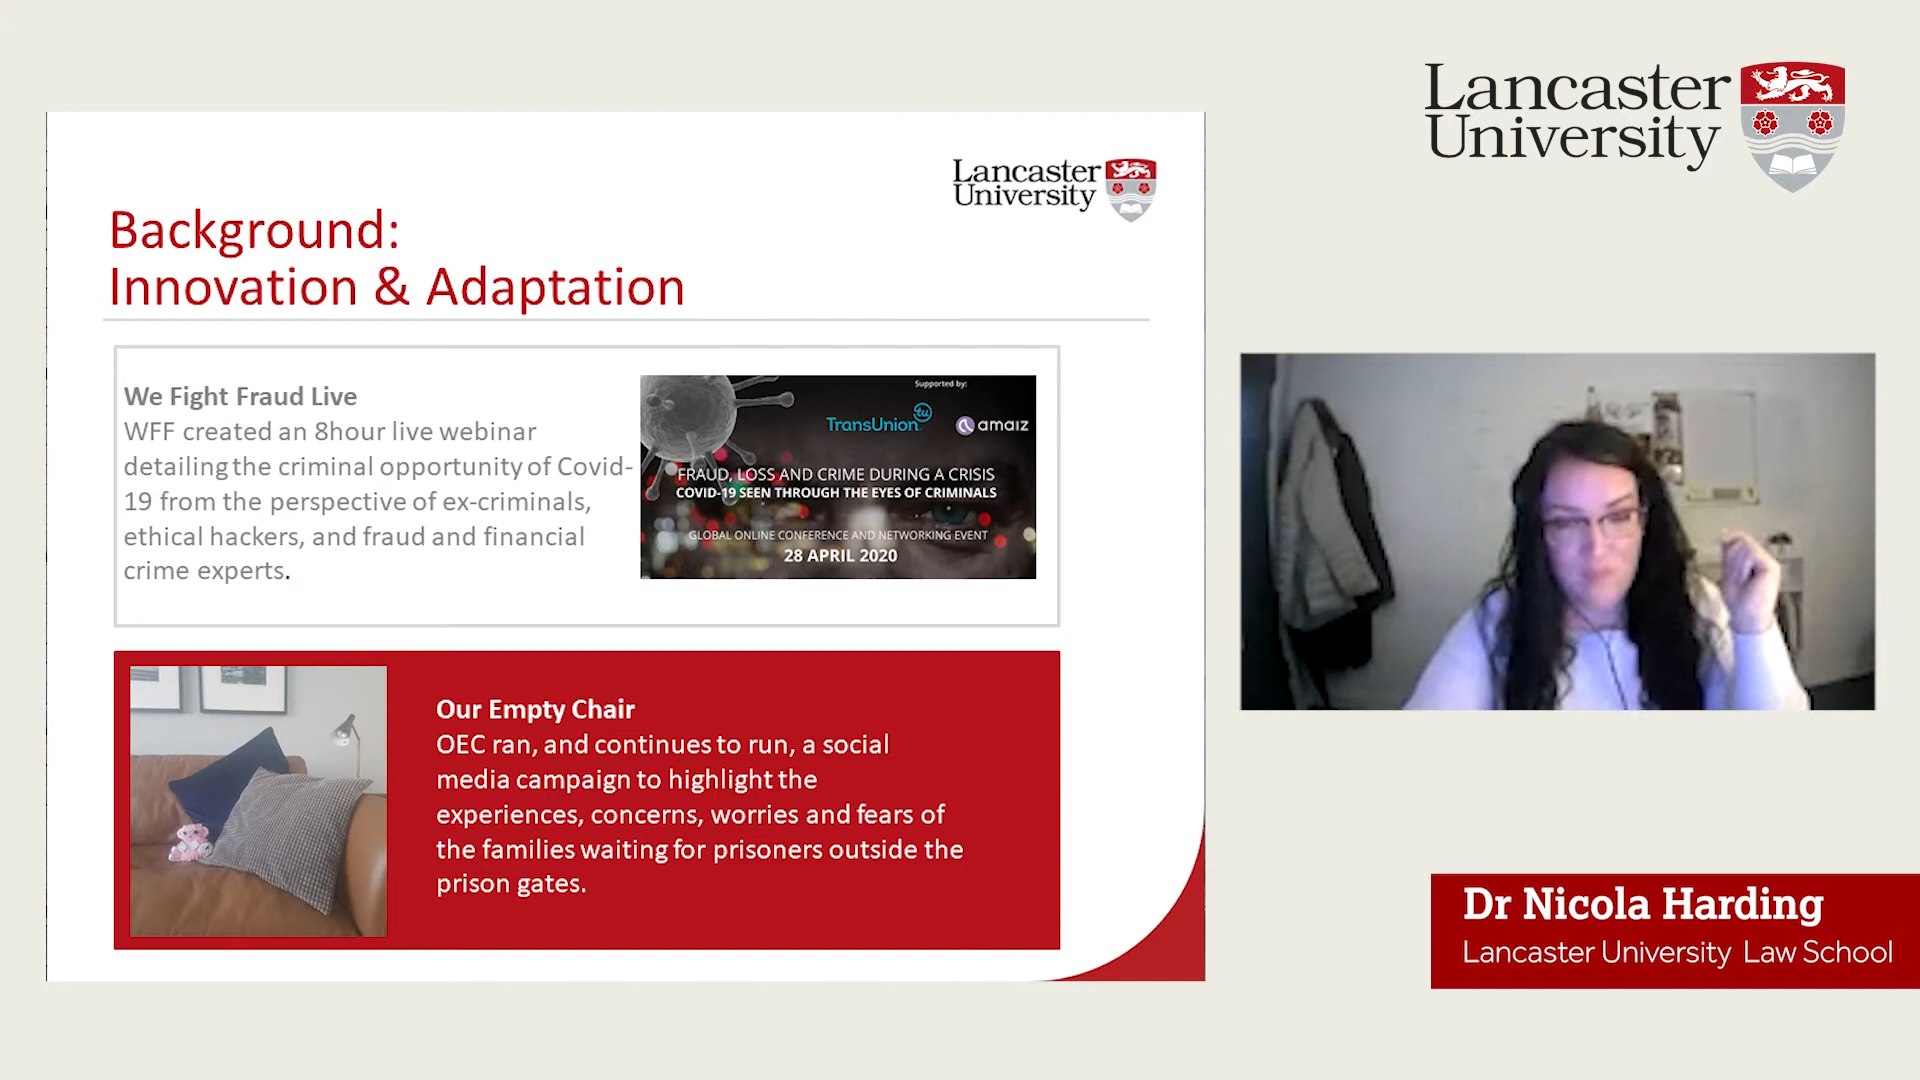 Lancaster
University
Lancaster
University
Background:
Innovation & Adaptation
We Fight Fraud Live
WFF created an 8hour live webinar
detailing the criminal opportunity of Covid-
19 from the perspective of ex-criminals,
ethical hackers, and fraud and financial
crime experts.
Supported by:
TransUnion tu
amaiz
FRAUD, LOSS AND CRIME DURING A CRISIS
COVID-19 SEEN THROUGH THE EYES OF CRIMINALS
GLOBAL ONLINE CONFERENCE AND NETWORKING EVENT
28 APRIL 2020
Our Empty Chair
OEC ran, and continues to run, a social
media campaign to highlight the
experiences, concerns, worries and fears of
the families waiting for prisoners outside the
prison gates.
Dr Nicola Harding
Lancaster University Law School